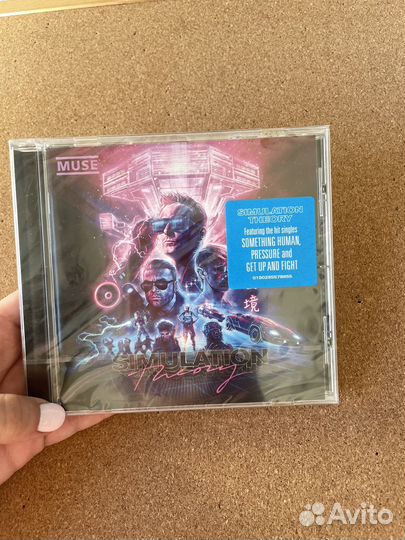 MUSE
SIMULATION
THEORY
Featuring the hit singles
SOMETHING HUMAN,
PRESSURE and
GET UP AND FIGHT
境
SIMULATION
Theory
Avito